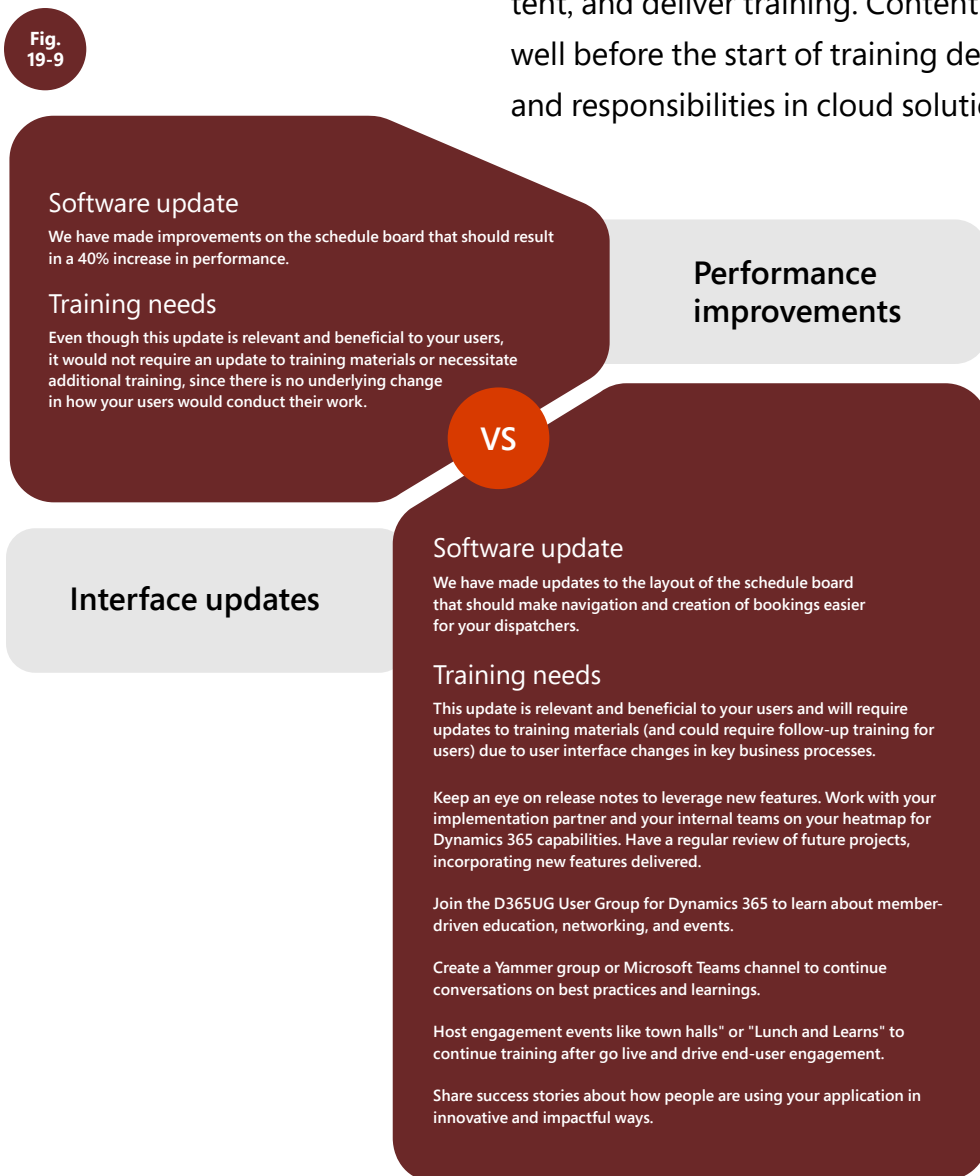 tent, and deliver training. Content
well before the start of training de
and responsibilities in cloud soluti
Fig.
19-9
Software update
We have made improvements on the schedule board that should result
in a 40% increase in performance.
Training needs
Even though this update is relevant and beneficial to your users,
it would not require an update to training materials or necessitate
additional training, since there is no underlying change
in how your users would conduct their work.
Performance
improvements
VS
Interface updates
Software update
We have made updates to the layout of the schedule board
that should make navigation and creation of bookings easier
for your dispatchers.
Training needs
This update is relevant and beneficial to your users and will require
updates to training materials (and could require follow-up training for
users) due to user interface changes in key business processes.
Keep an eye on release notes to leverage new features. Work with your
implementation partner and your internal teams on your heatmap for
Dynamics 365 capabilities. Have a regular review of future projects,
incorporating new features delivered.
Join the D365UG User Group for Dynamics 365 to learn about member-
driven education, networking, and events.
Create a Yammer group or Microsoft Teams channel to continue
conversations on best practices and learnings.
Host engagement events like town halls" or "Lunch and Learns" to
continue training after go live and drive end-user engagement.
Share success stories about how people are using your application in
innovative and impactful ways.